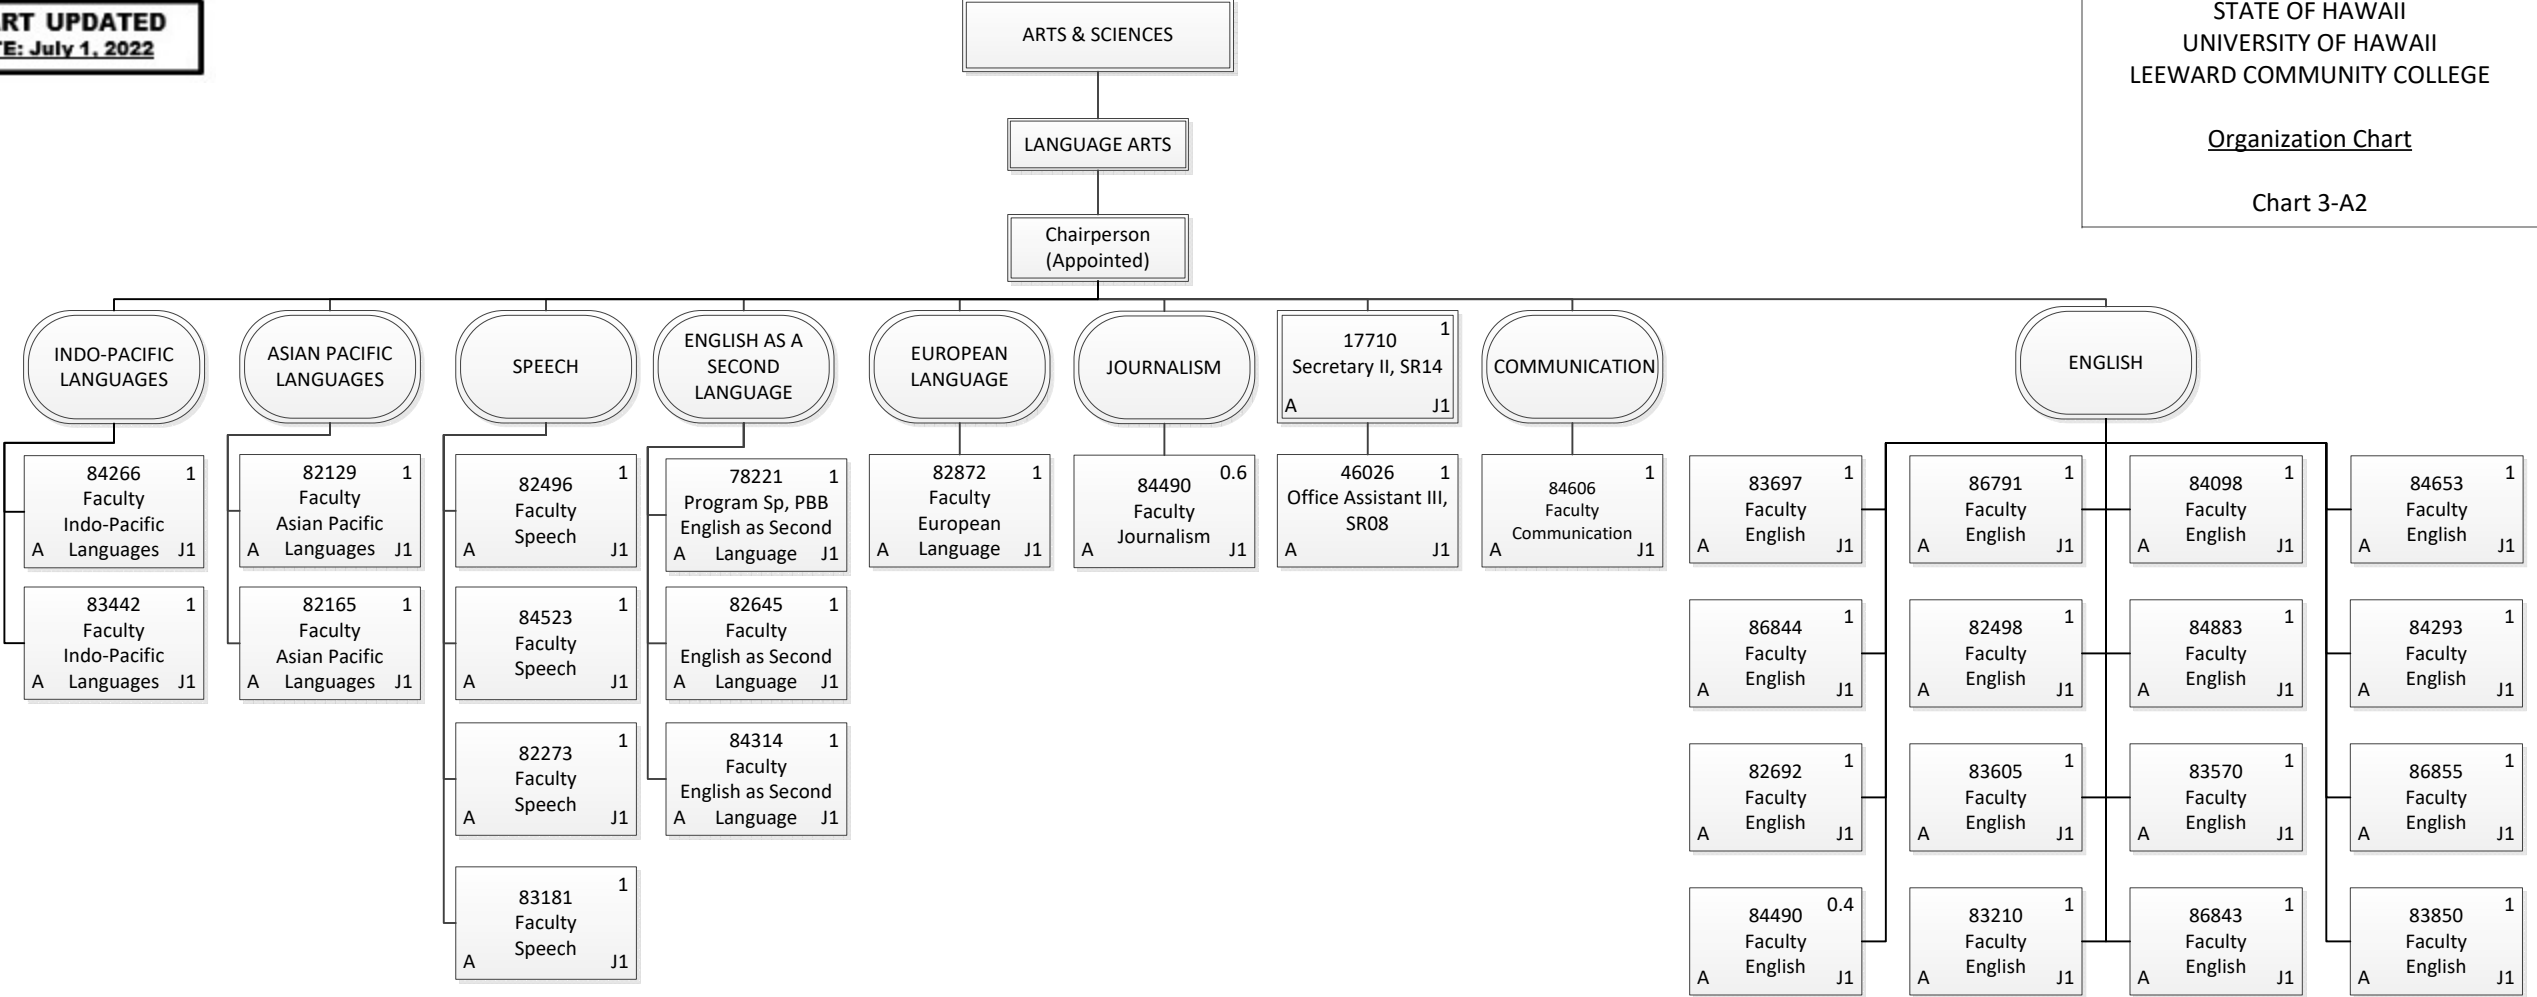 RT UPDATED
TE: July 1, 2022
STATE OF HAWAII
UNIVERSITY OF HAWAII
LEEWARD COMMUNITY COLLEGE
Organization Chart
Chart 3-A2
ARTS & SCIENCES
LANGUAGE ARTS
Chairperson
(Appointed)
INDO-PACIFIC
LANGUAGES
84266 1
Faculty
Indo-Pacific
A Languages J1
83442 1
Faculty
Indo-Pacific
A Languages J1
ASIAN PACIFIC
LANGUAGES
82129 1
Faculty
Asian Pacific
A Languages J1
82165 1
Faculty
Asian Pacific
A Languages J1
SPEECH
1
82496
Faculty
Speech
A J1
1
84523
Faculty
Speech
A J1
1
82273
Faculty
Speech
A J1
1
83181
Faculty
Speech
A J1
ENGLISH AS A
SECOND
LANGUAGE
78221 1
Program Sp, PBB
English as Second
A Language J1
82645 1
Faculty
English as Second
A Language J1
84314 1
Faculty
English as Second
A Language J1
EUROPEAN
LANGUAGE
82872 1
Faculty
European
A Language J1
JOURNALISM
0.6
84490
Faculty
Journalism
A J1
1
17710
Secretary II, SR14
A J1
46026 1
Office Assistant III,
SR08
A J1
COMMUNICATION
1
84606
Faculty
Communication
A J1
ENGLISH
1
83697
Faculty
English
A J1
1
86844
Faculty
English
A J1
1
82692
Faculty
English
A J1
0.4
84490
Faculty
English
A J1
1
86791
Faculty
English
A J1
1
82498
Faculty
English
A J1
1
83605
Faculty
English
A J1
1
83210
Faculty
English
A J1
1
84098
Faculty
English
A J1
1
84883
Faculty
English
A J1
1
83570
Faculty
English
A J1
1
86843
Faculty
English
A J1
1
84653
Faculty
English
A J1
1
84293
Faculty
English
A J1
1
86855
Faculty
English
A J1
1
83850
Faculty
English
A J1